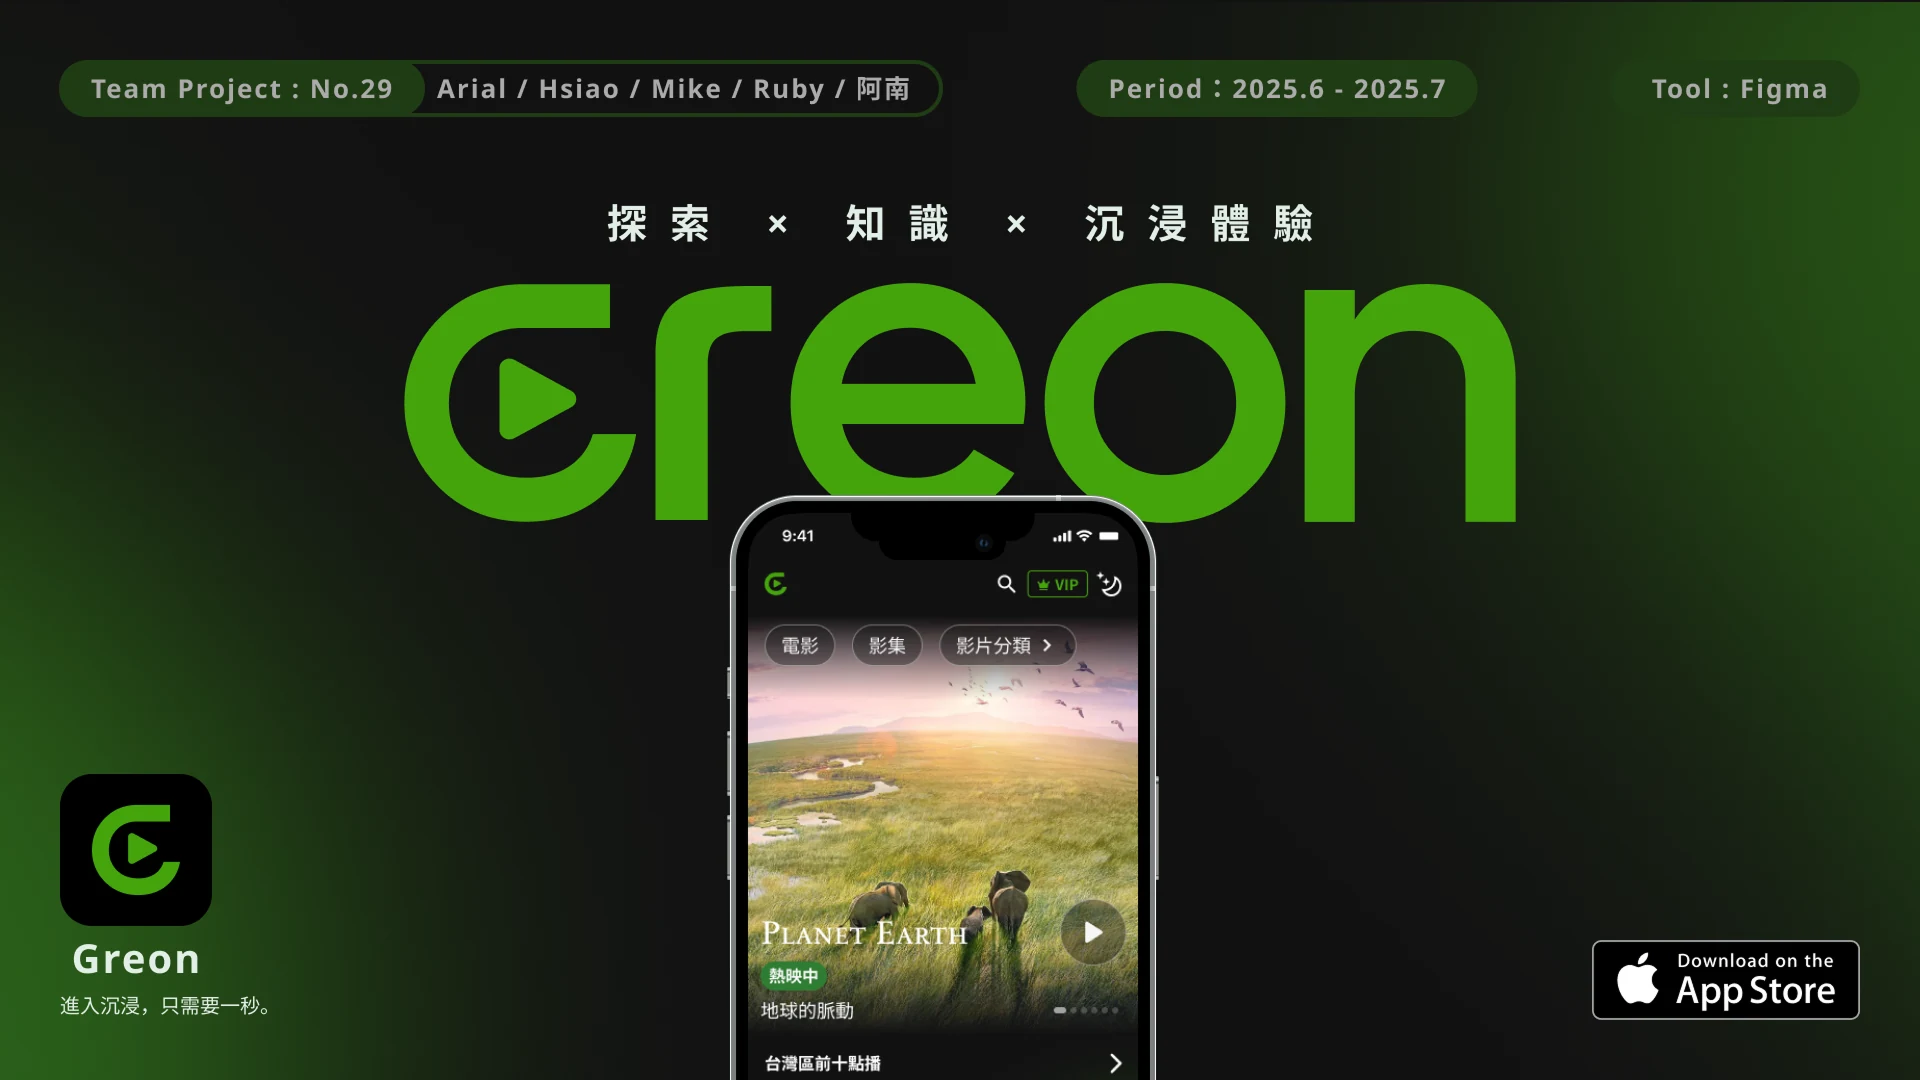 Team Project : No.29
Arial / Hsiao / Mike / Ruby / 阿南
Period：2025.6 - 2025.7
Tool : Figma
探索 × 知識 × 沉浸體驗
Greon
9:41
VIP
電影
影集
影片分類
PLANET EARTH
熱映中
地球的脈動
台灣區前十點播
Greon
進入沉浸，只需要一秒。
Download on the
App Store